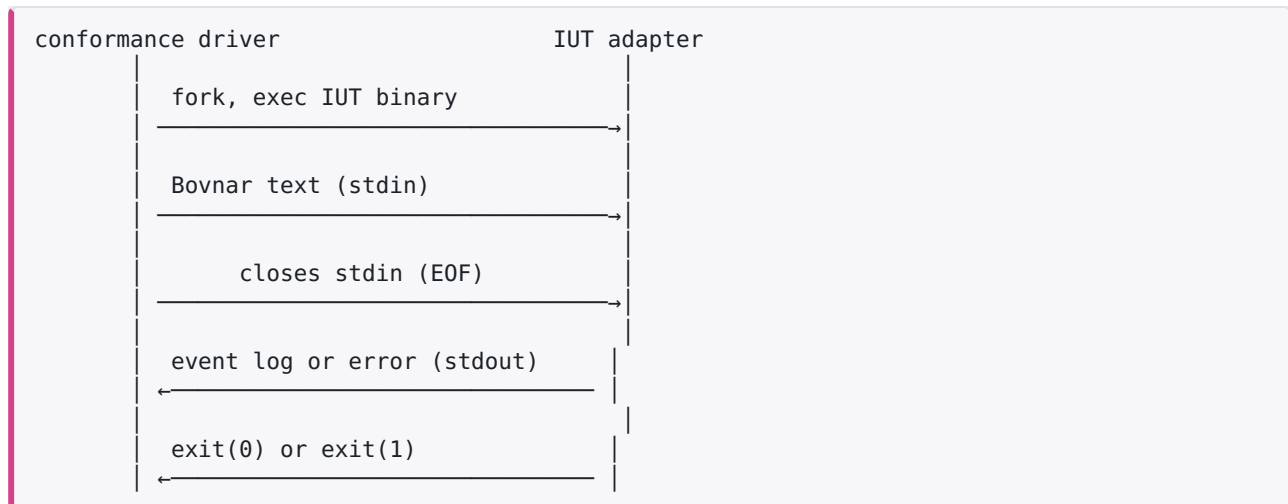 conformance driver IUT adapter
fork, exec IUT binary
Bovnar text (stdin)
closes stdin (EOF)
event log or error (stdout)
exit(0) or exit(1)